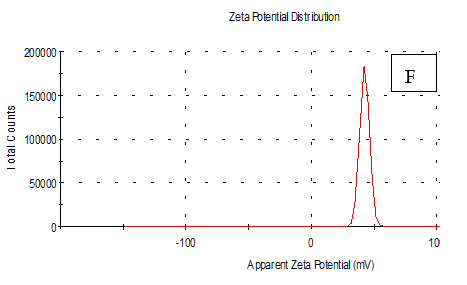 Zeta Potential Distribution
200000
150000
100000
50000
0
Total Counts
F
-100
0
10
Apparent Zeta Potential (mV)